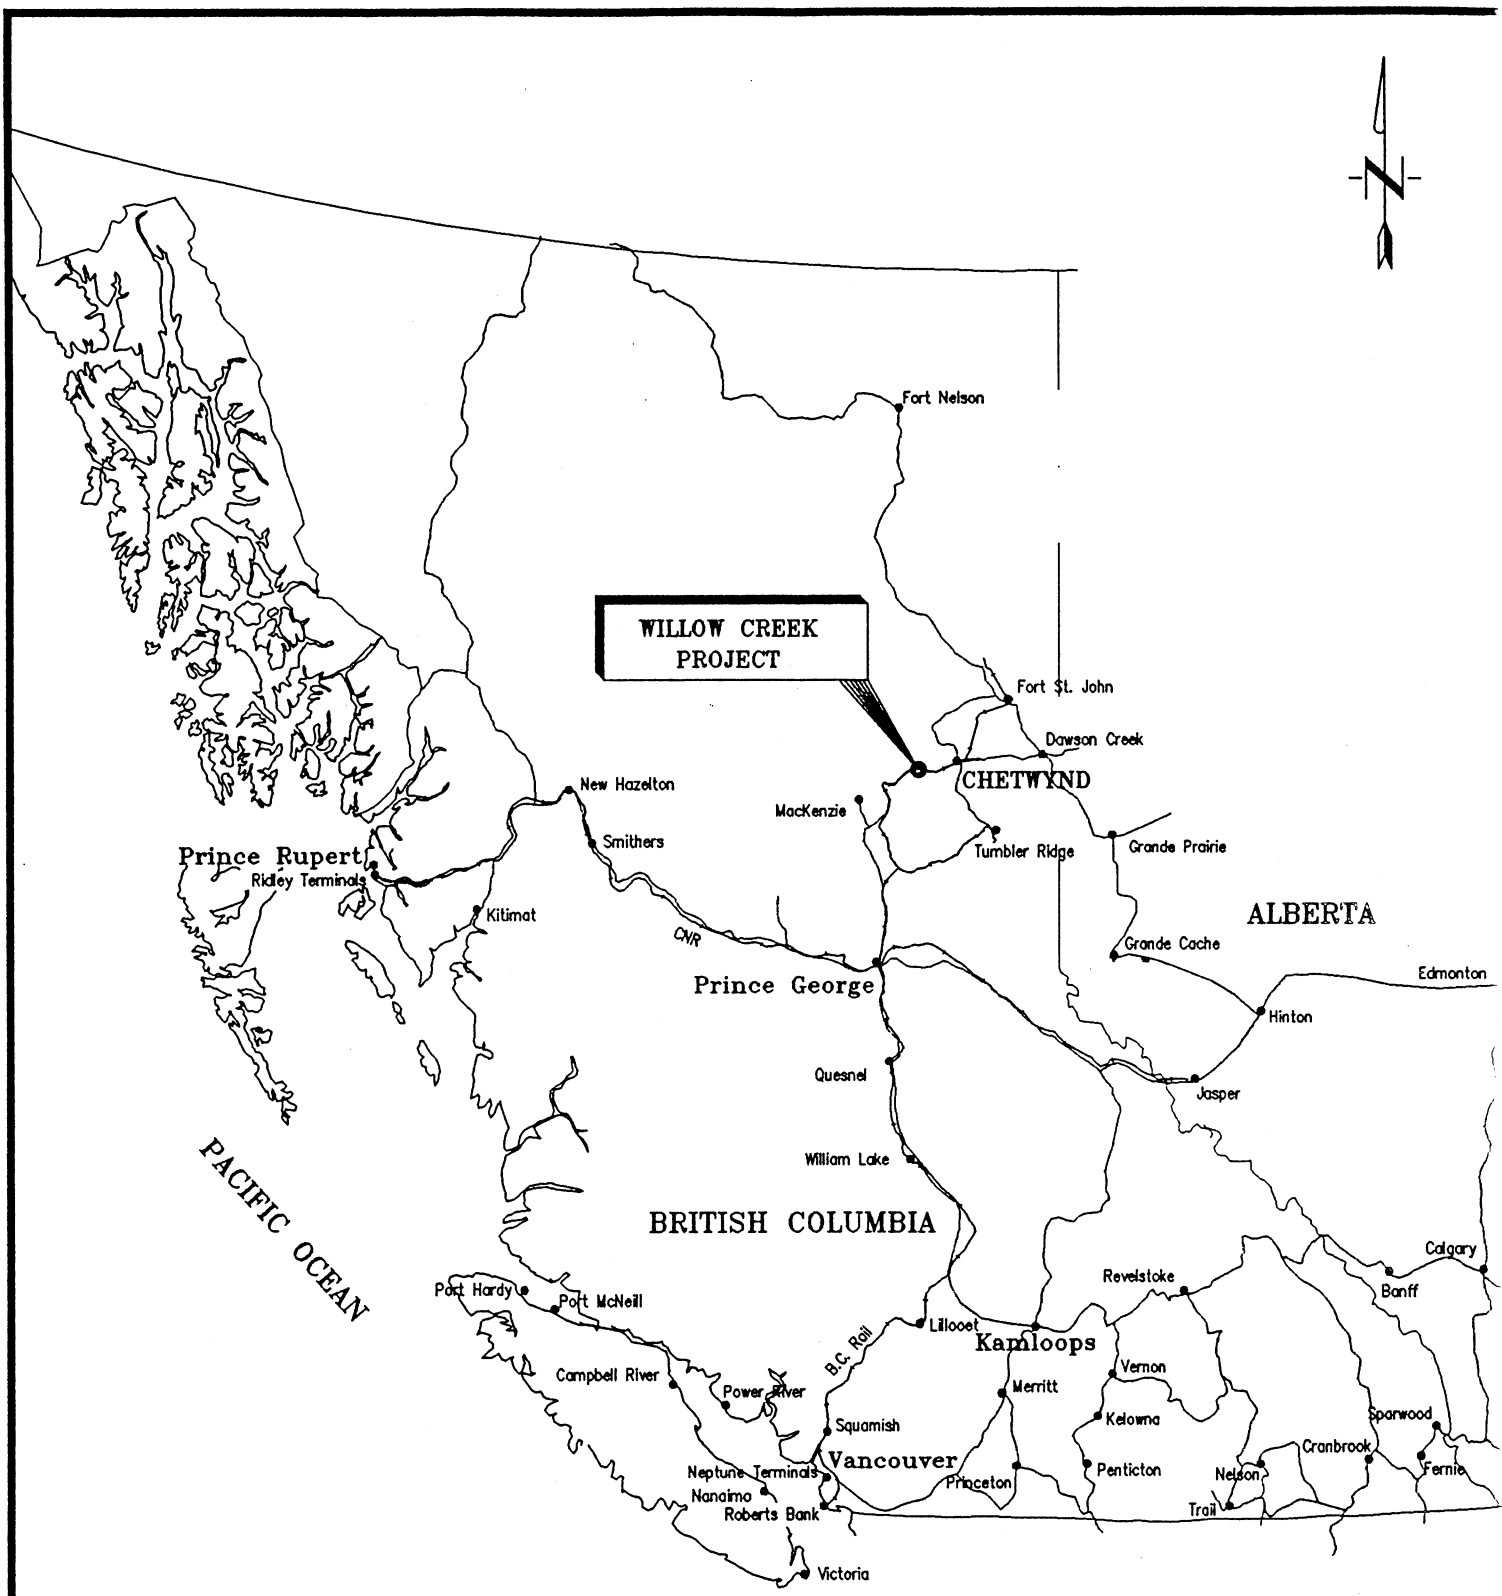 N
Fort Nelson
WILLOW CREEK
PROJECT
Fort St. John
Dawson Creek
CHETWYND
New Hazelton
MacKenzie
Smithers
Tumbler Ridge
Grande Prairie
Prince Rupert
Ridley Terminals
Kitimat
ALBERTA
CNR
Grande Cache
Edmonton
Prince George
Hinton
Quesnel
Jasper
William Lake
PACIFIC OCEAN
BRITISH COLUMBIA
Calgary
Revelstoke
Banff
Port Hardy
Port McNeill
Lillooet
B.C. Rail
Kamloops
Vernon
Campbell River
Merritt
Power River
Kelowna
Sparwood
Squamish
Cranbrook
Vancouver
Neptune Terminals
Penticton
Nelson
Fernie
Princeton
Nanaimo
Roberts Bank
Trail
Victoria